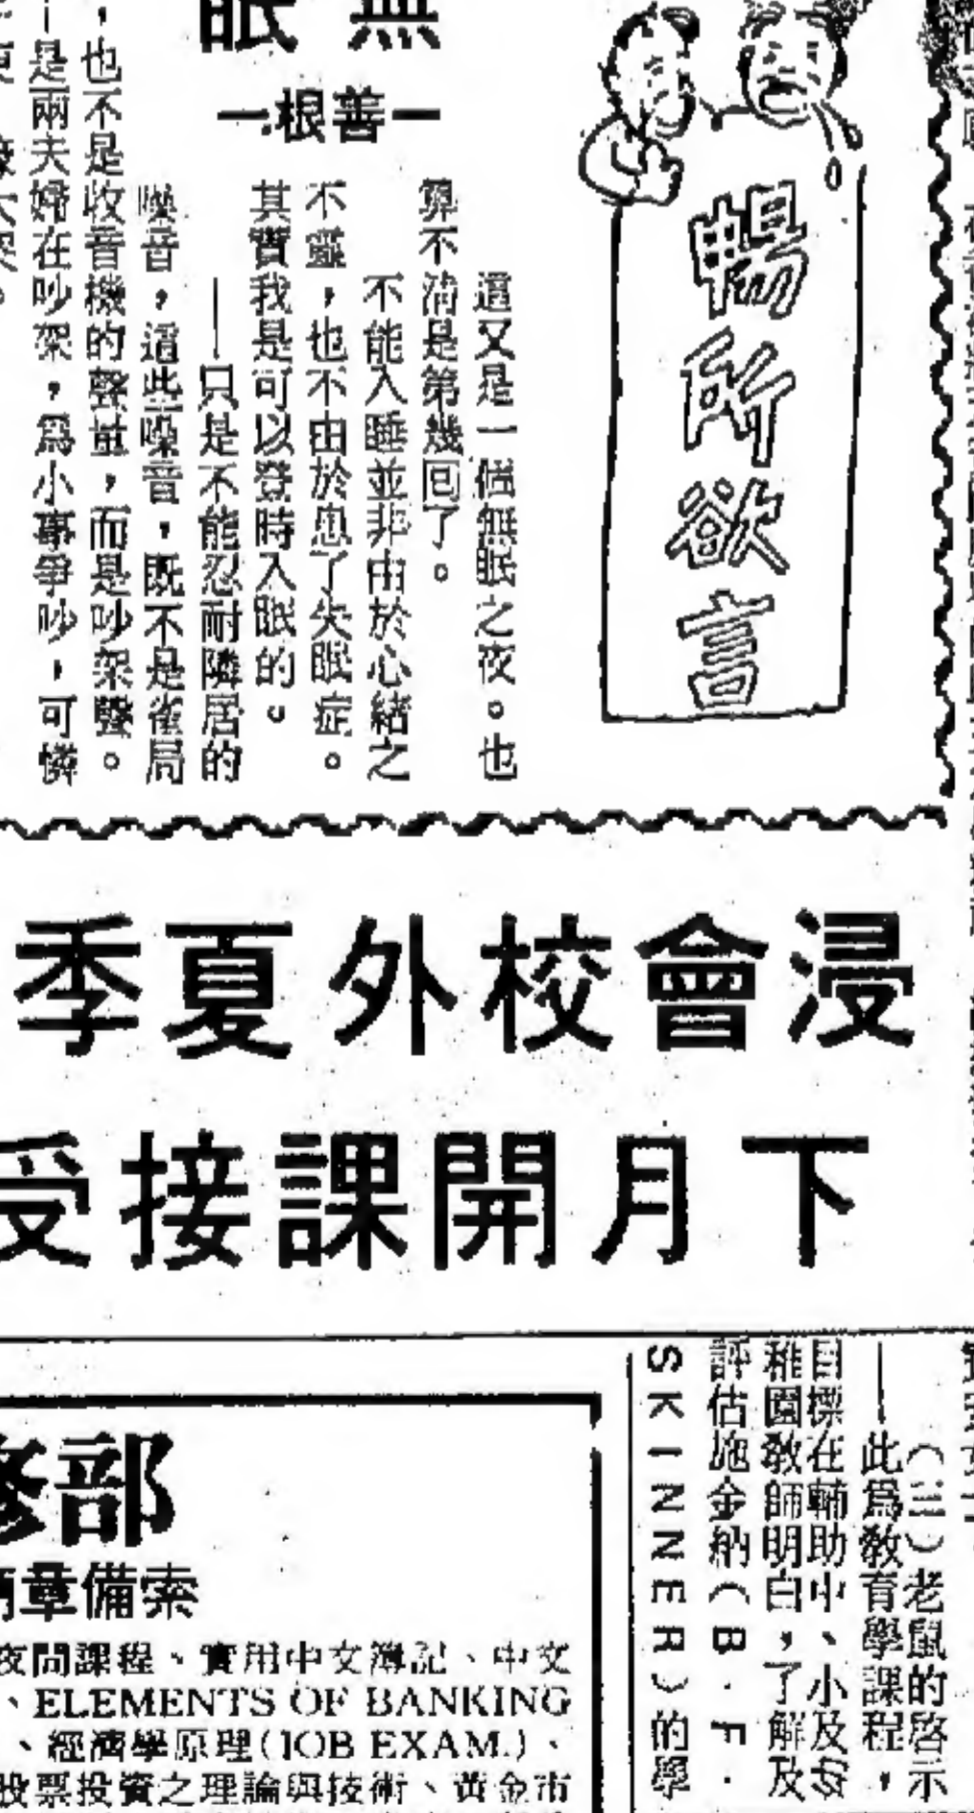 暢所欲言
無眠
—善根—
這又是一個無眠之夜。也
算不清是第幾回了。
不能入睡並非由於心緒之
不靈,也不由於患了失眠症。
其實我是可以登時入眠的。
——只是不能忍耐隣居的
噪音,這些噪音,既不是雀局
,也不是收音機的聲量,而是吵架聲。
是兩夫婦在吵架,爲小事爭吵,可憐
浸會校外夏季
下月開課接受
(三)老鼠的啓示
——此爲教育學課程,
目標在輔助中、小及幼
稚園敎師明白,了解及
評估施金納(B.F.
SKINNER)的學
修部
簡章備索
夜間課程、實用中文簿記、中文
、ELEMENTS OF BANKING
、經濟學原理(IOB EXAM.)、
股票投資之理論與技術、黃金市